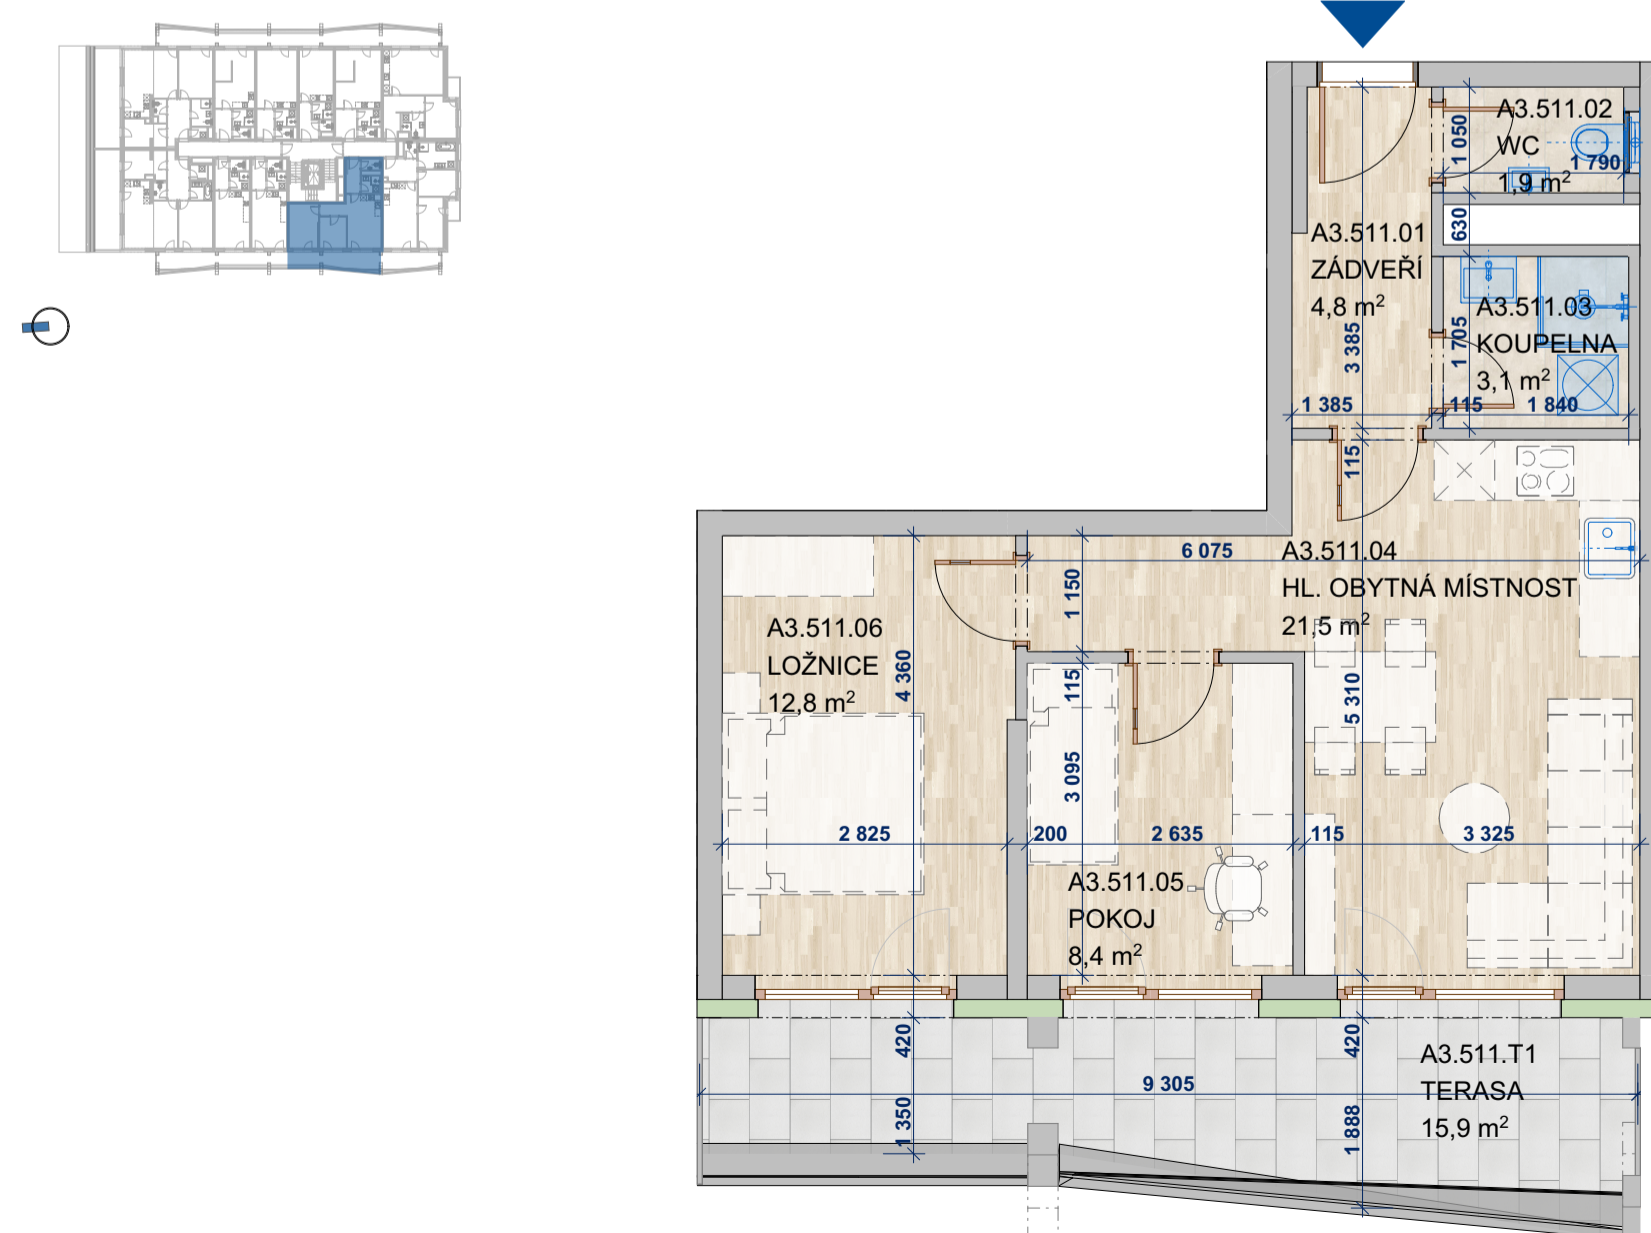 A3.511.02
WC
1,9 m²
1 050
1 790
630
A3.511.01
ZÁDVEŘÍ
4,8 m²
3 385
A3.511.03
KOUPELNA
3,1 m²
1 705
1 385
115
1 840
115
6 075
A3.511.04
HL. OBYTNÁ MÍSTNOST
21,5 m²
1 150
A3.511.06
LOŽNICE
12,8 m²
4 360
115
5 310
3 095
2 825
200
2 635
115
3 325
A3.511.05
POKOJ
8,4 m²
420
420
A3.511.T1
TERASA
15,9 m²
9 305
1 350
1 888